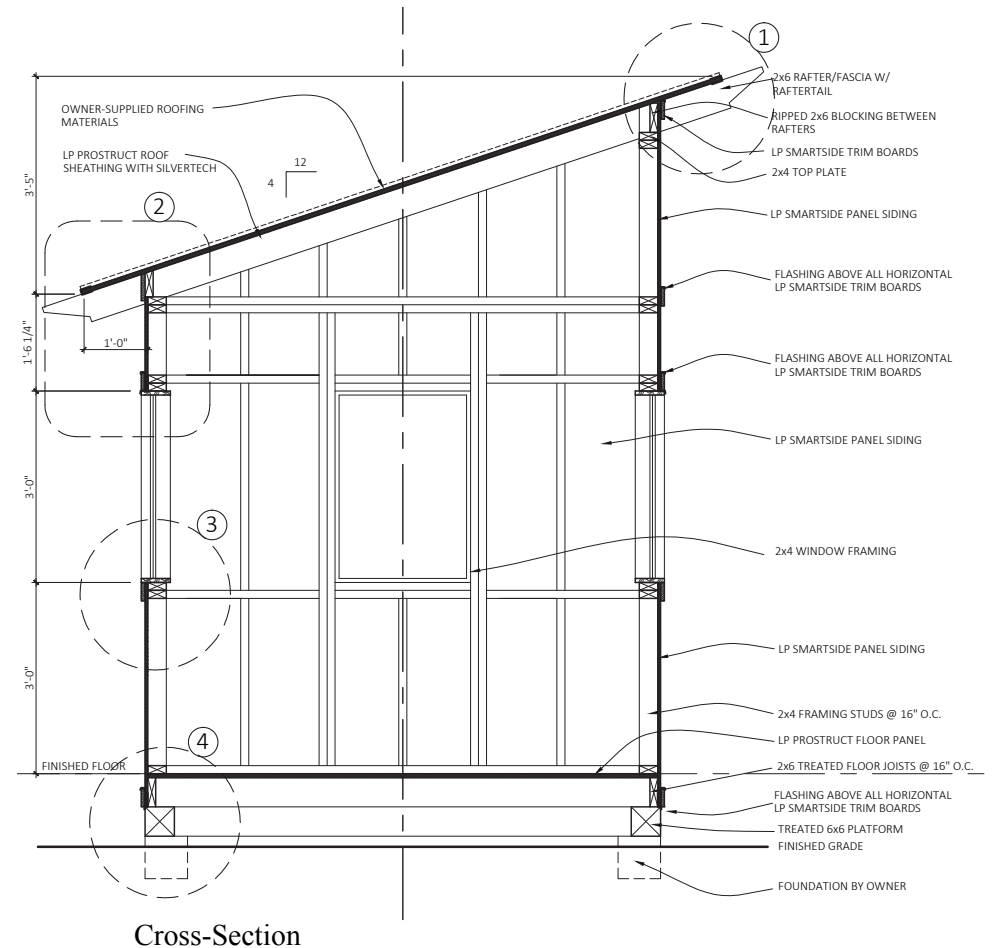 1
2x6 RAFTER/FASCIA W/
RAFTERTAIL
OWNER-SUPPLIED ROOFING
MATERIALS
RIPPED 2x6 BLOCKING BETWEEN
RAFTERS
LP SMARTSIDE TRIM BOARDS
LP PROSTRUCT ROOF
SHEATHING WITH SILVERTECH
12
4
2x4 TOP PLATE
3'-5"
2
LP SMARTSIDE PANEL SIDING
FLASHING ABOVE ALL HORIZONTAL
LP SMARTSIDE TRIM BOARDS
1'-6 1/4"
1'-0"
FLASHING ABOVE ALL HORIZONTAL
LP SMARTSIDE TRIM BOARDS
LP SMARTSIDE PANEL SIDING
3'-0"
3
2x4 WINDOW FRAMING
3'-0"
LP SMARTSIDE PANEL SIDING
2x4 FRAMING STUDS @ 16" O.C.
4
LP PROSTRUCT FLOOR PANEL
FINISHED FLOOR
2x6 TREATED FLOOR JOISTS @ 16" O.C.
FLASHING ABOVE ALL HORIZONTAL
LP SMARTSIDE TRIM BOARDS
TREATED 6x6 PLATFORM
FINISHED GRADE
FOUNDATION BY OWNER
Cross-Section